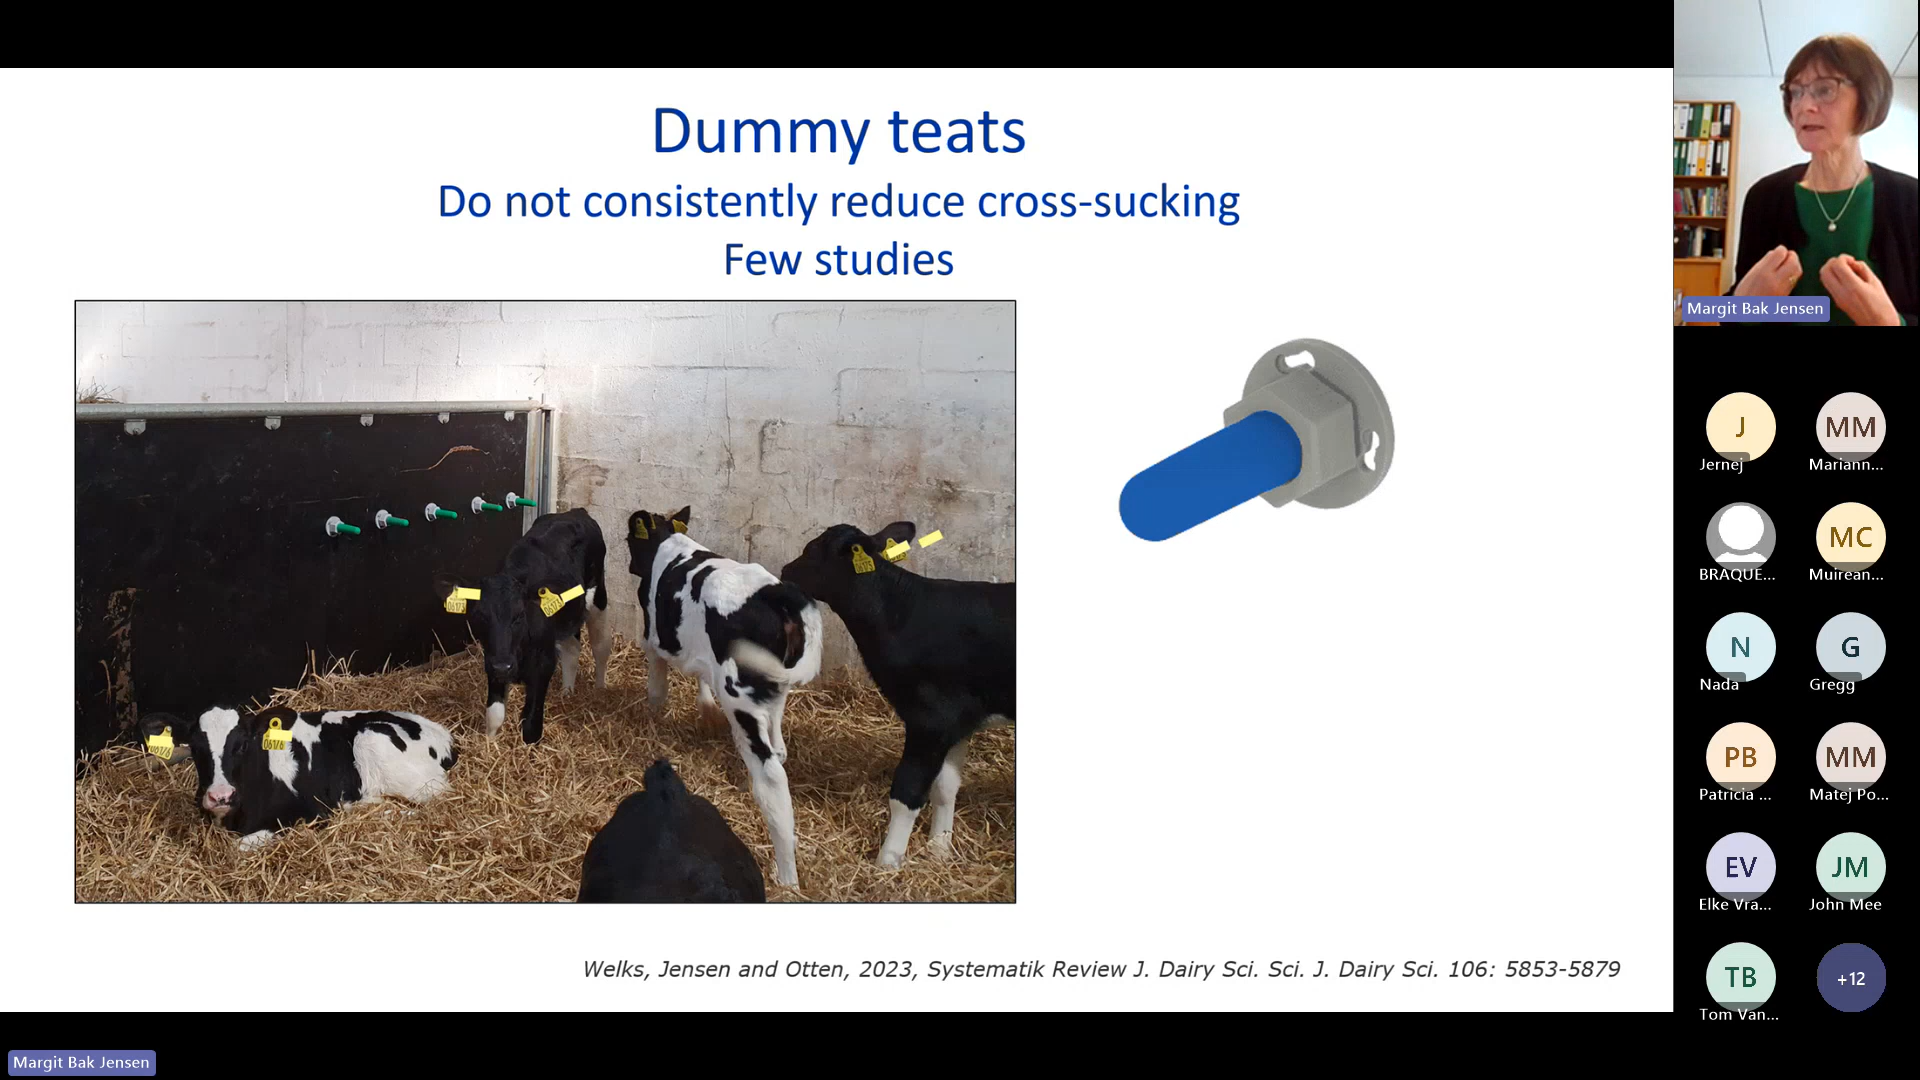 Dummy teats
Do not consistently reduce cross-sucking
Few studies
Welks, Jensen and Otten, 2023, Systematik Review J. Dairy Sci. Sci. J. Dairy Sci. 106: 5853-5879
Margit Bak Jensen
J
Jernej
MM
Mariann...
BRAQUE...
MC
Muirean...
N
Nada
G
Gregg
PB
Patricia ...
MM
Matej Po...
EV
Elke Vra...
JM
John Mee
TB
Tom Van...
+12
Margit Bak Jensen